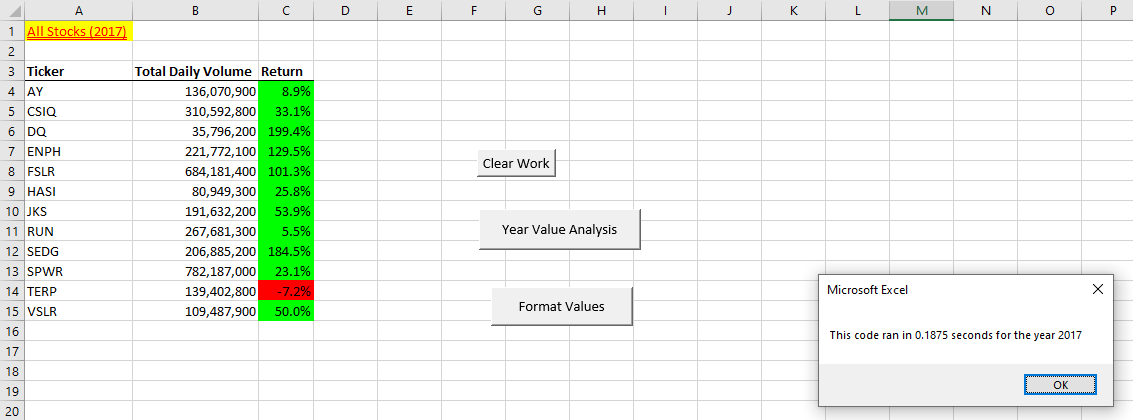 A B C D E F G H I J K L M N O P
1 All Stocks (2017)
2
3 Ticker Total Daily Volume Return
4 AY 136,070,900 8.9%
5 CSIQ 310,592,800 33.1%
6 DQ 35,796,200 199.4%
7 ENPH 221,772,100 129.5%
8 FSLR 684,181,400 101.3%
9 HASI 80,949,300 25.8%
10 JKS 191,632,200 53.9%
11 RUN 267,681,300 5.5%
12 SEDG 206,885,200 184.5%
13 SPWR 782,187,000 23.1%
14 TERP 139,402,800 -7.2%
15 VSLR 109,487,900 50.0%
16
17
18
19
20
Clear Work
Year Value Analysis
Format Values
Microsoft Excel
This code ran in 0.1875 seconds for the year 2017
OK